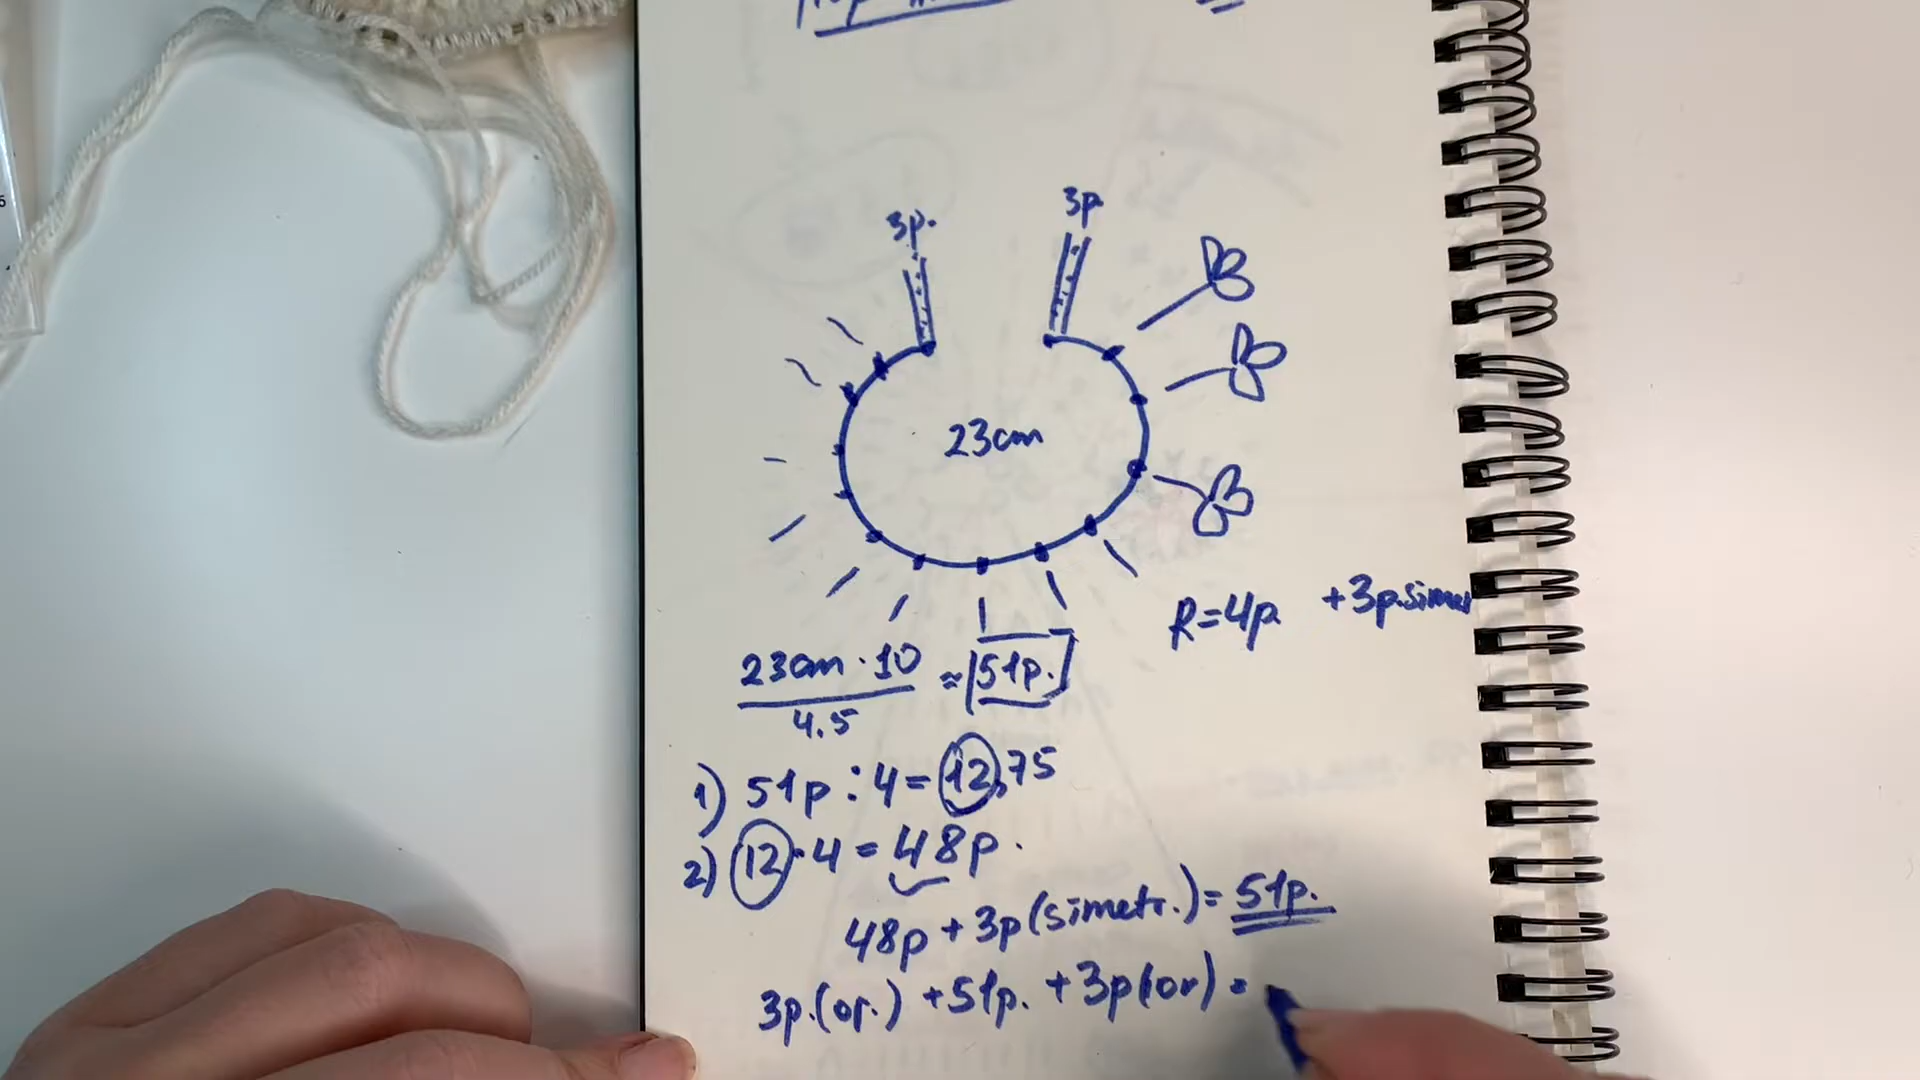 3p. 3p
23cm
R=4p +3p.simet
23cm · 10 / 4.5 ≈ 51p.
1) 51p : 4 = 12,75
2) 12 · 4 = 48p.
48p + 3p (simetr.) = 51p.
3p. (or.) + 51p. + 3p (or) =